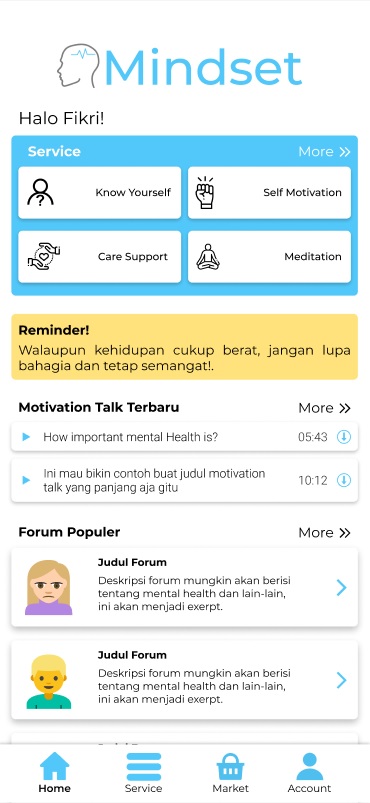 Mindset
Halo Fikri!
Service
More
Know Yourself
Self Motivation
Care Support
Meditation
Reminder!
Walaupun kehidupan cukup berat, jangan lupa
bahagia dan tetap semangat!.
Motivation Talk Terbaru
More
How important mental Health is?
05:43
Ini mau bikin contoh buat judul motivation
talk yang panjang aja gitu
10:12
Forum Populer
More
Judul Forum
Deskripsi forum mungkin akan berisi
tentang mental health dan lain-lain,
ini akan menjadi exerpt.
Judul Forum
Deskripsi forum mungkin akan berisi
tentang mental health dan lain-lain,
ini akan menjadi exerpt.
Home
Service
Market
Account